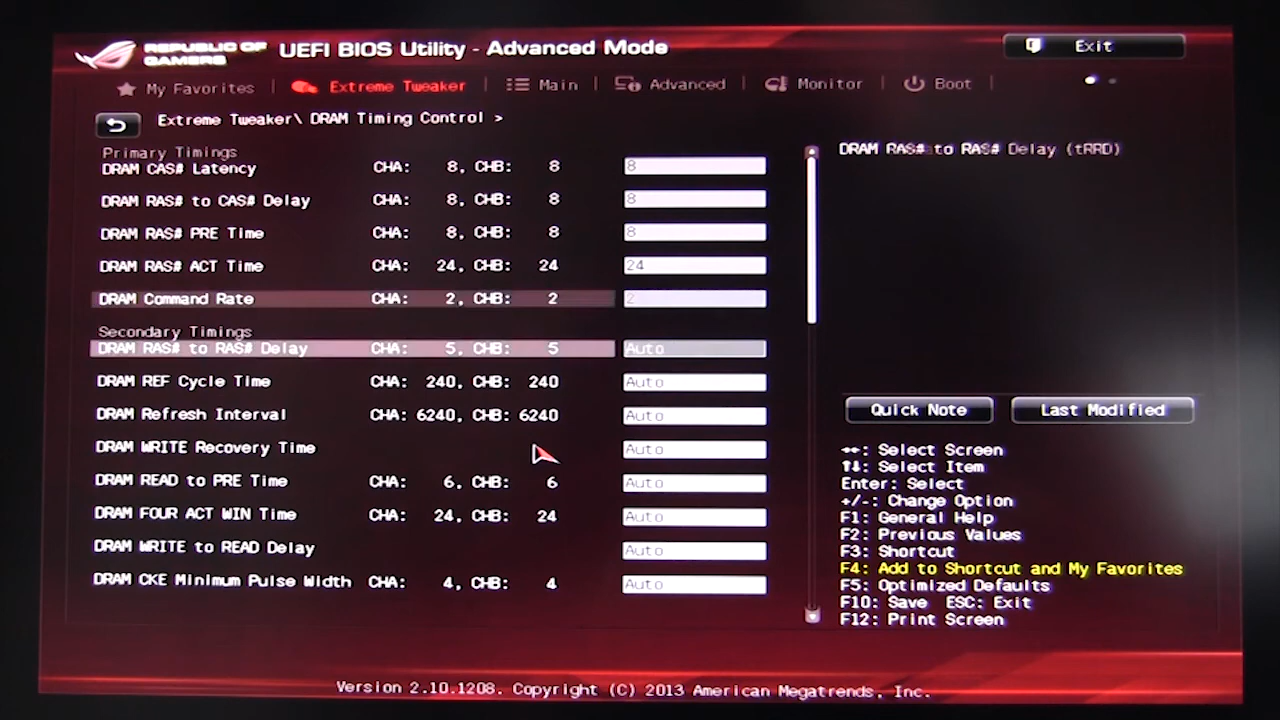 REPUBLIC OF GAMERS UEFI BIOS Utility - Advanced Mode Exit
My Favorites Extreme Tweaker Main Advanced Monitor Boot
Extreme Tweaker\ DRAM Timing Control >
Primary Timings
DRAM CAS# Latency CHA: 8, CHB: 8 8
DRAM RAS# to CAS# Delay CHA: 8, CHB: 8 8
DRAM RAS# PRE Time CHA: 8, CHB: 8 8
DRAM RAS# ACT Time CHA: 24, CHB: 24 24
DRAM Command Rate CHA: 2, CHB: 2 2
Secondary Timings
DRAM RAS# to RAS# Delay CHA: 5, CHB: 5 Auto
DRAM REF Cycle Time CHA: 240, CHB: 240 Auto
DRAM Refresh Interval CHA: 6240, CHB: 6240 Auto
DRAM WRITE Recovery Time Auto
DRAM READ to PRE Time CHA: 6, CHB: 6 Auto
DRAM FOUR ACT WIN Time CHA: 24, CHB: 24 Auto
DRAM WRITE to READ Delay Auto
DRAM CKE Minimum Pulse Width CHA: 4, CHB: 4 Auto
DRAM RAS# to RAS# Delay (tRRD)
Quick Note Last Modified
→←: Select Screen
↑↓: Select Item
Enter: Select
+/-: Change Option
F1: General Help
F2: Previous Values
F3: Shortcut
F4: Add to Shortcut and My Favorites
F5: Optimized Defaults
F10: Save ESC: Exit
F12: Print Screen
Version 2.10.1208. Copyright (C) 2013 American Megatrends, Inc.